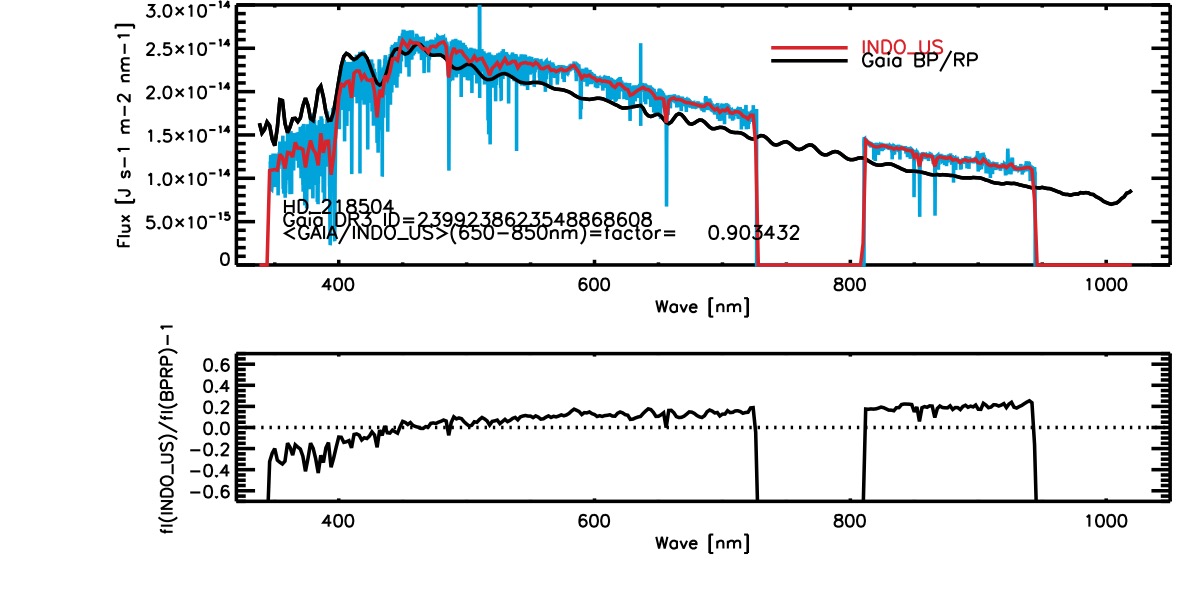 3.0×10⁻¹⁴
2.5×10⁻¹⁴
2.0×10⁻¹⁴
1.5×10⁻¹⁴
1.0×10⁻¹⁴
5.0×10⁻¹⁵
0
Flux [J s−1 m−2 nm−1]
INDO_US
Gaia BP/RP
HD_218504
Gaia DR3 ID=2399238623548868608
<GAIA/INDO_US>(650−850nm)=factor= 0.903432
400 600 800 1000
Wave [nm]
fl(INDO_US)/fl(BPRP)−1
0.6
0.4
0.2
0.0
−0.2
−0.4
−0.6
400 600 800 1000
Wave [nm]